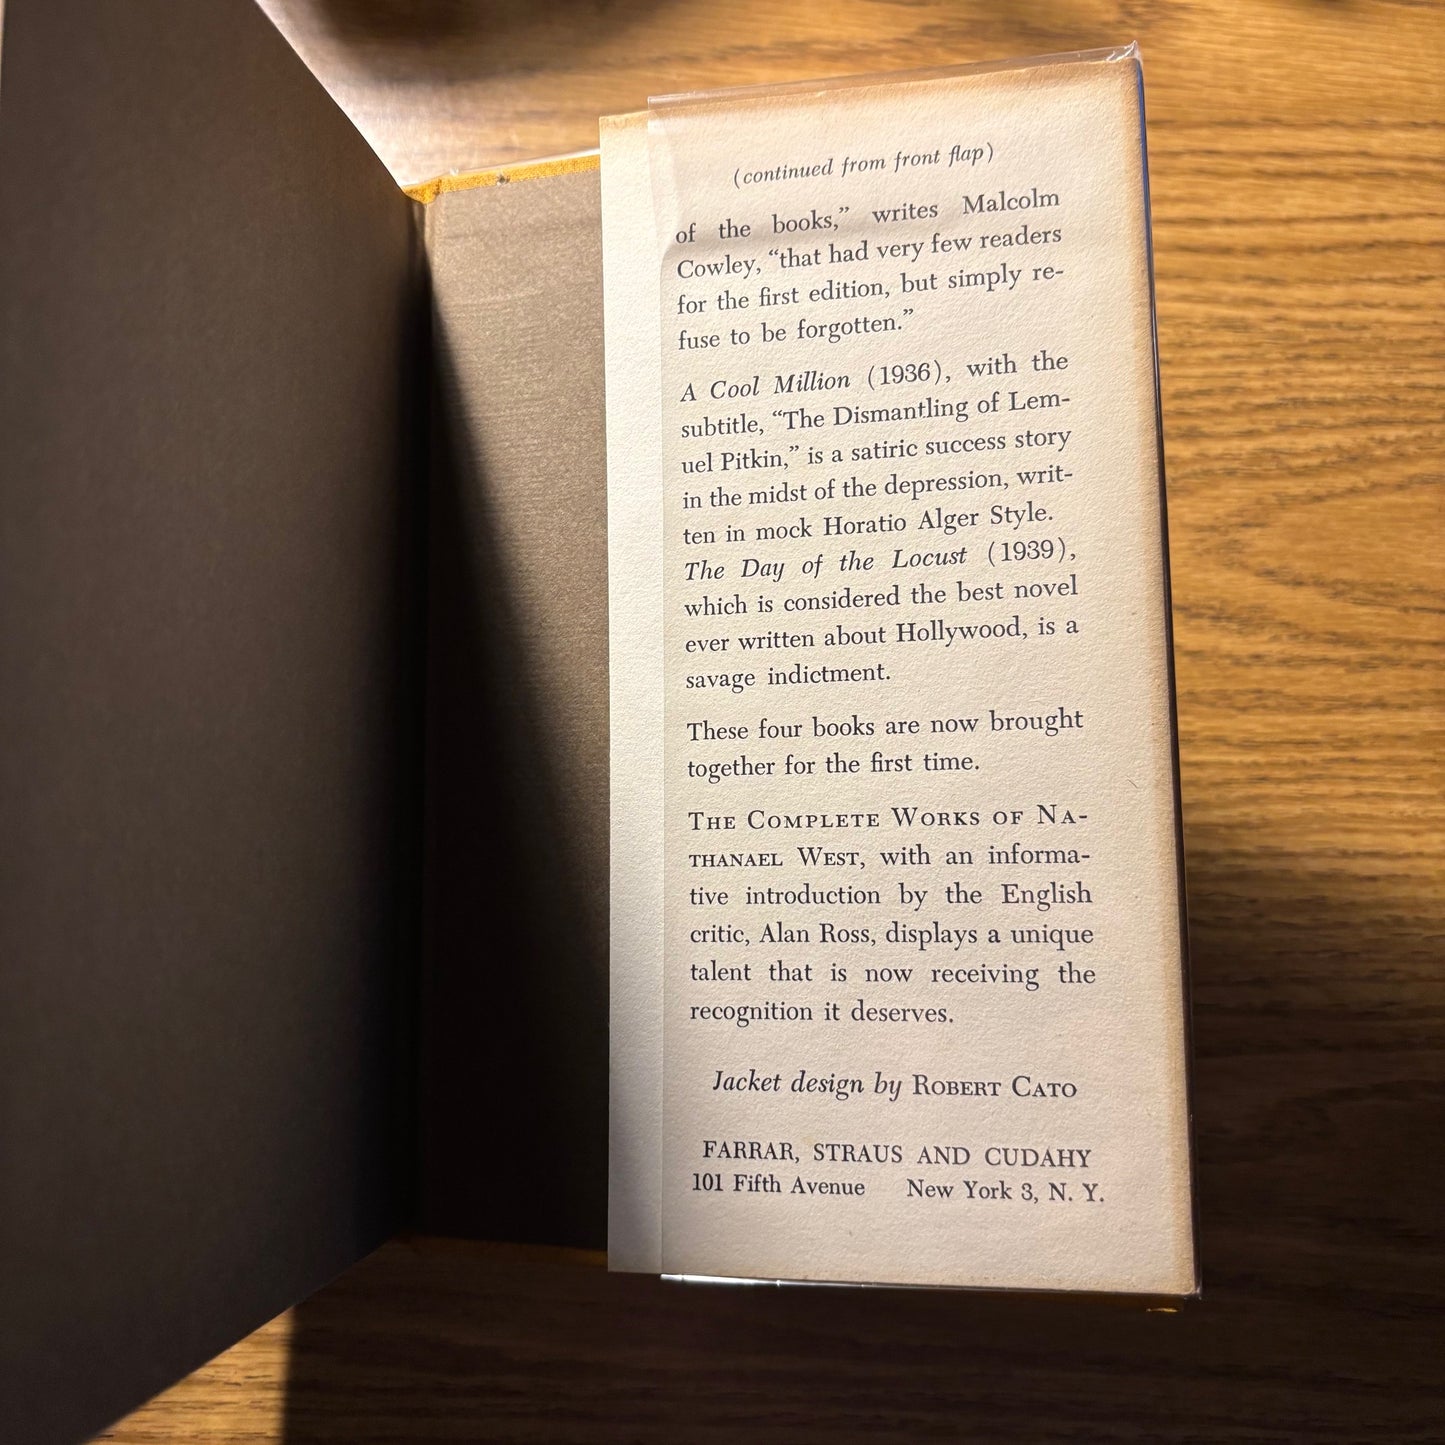 (continued from front flap)
of the books,” writes Malcolm
Cowley, “that had very few readers
for the first edition, but simply re-
fuse to be forgotten.”
A Cool Million (1936), with the
subtitle, “The Dismantling of Lem-
uel Pitkin,” is a satiric success story
in the midst of the depression, writ-
ten in mock Horatio Alger Style.
The Day of the Locust (1939),
which is considered the best novel
ever written about Hollywood, is a
savage indictment.
These four books are now brought
together for the first time.
THE COMPLETE WORKS OF NA-
THANAEL WEST, with an informa-
tive introduction by the English
critic, Alan Ross, displays a unique
talent that is now receiving the
recognition it deserves.
Jacket design by ROBERT CATO
FARRAR, STRAUS AND CUDAHY
101 Fifth Avenue New York 3, N. Y.